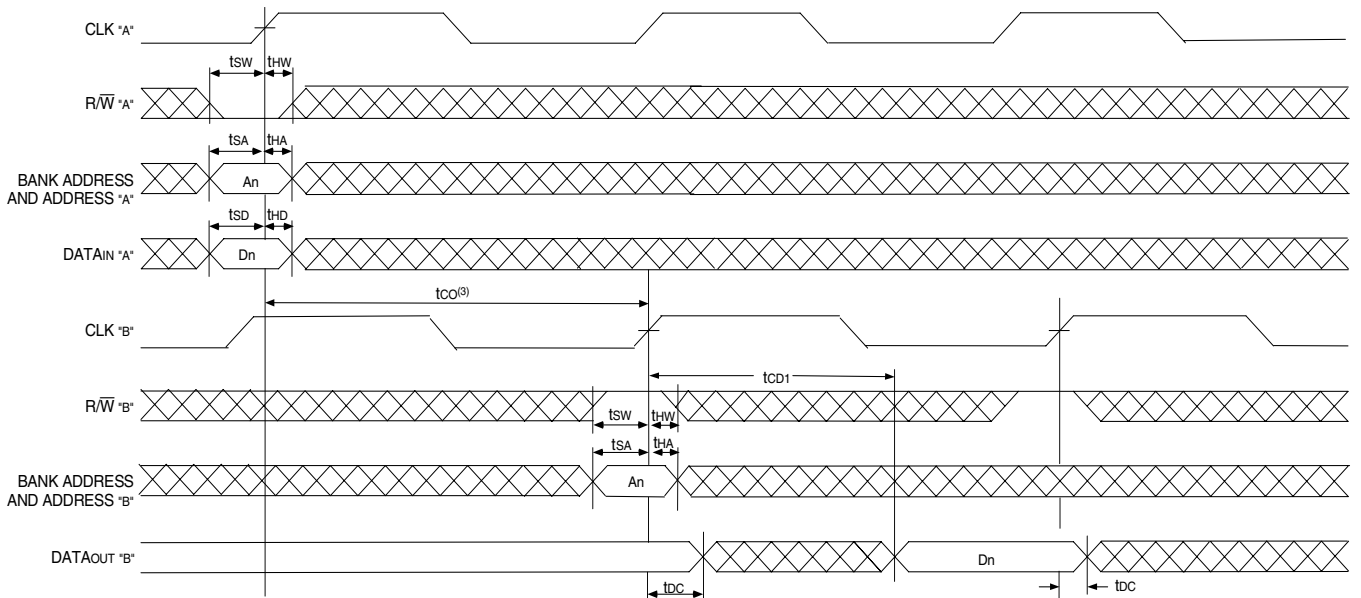 CLK "A"
tSW tHW
R/W̅ "A"
tSA tHA
BANK ADDRESS
AND ADDRESS "A"
An
tSD tHD
DATAIN "A"
Dn
tCO(3)
CLK "B"
tCD1
R/W̅ "B"
tSW tHW
tSA tHA
BANK ADDRESS
AND ADDRESS "B"
An
DATAOUT "B"
Dn
tDC tDC